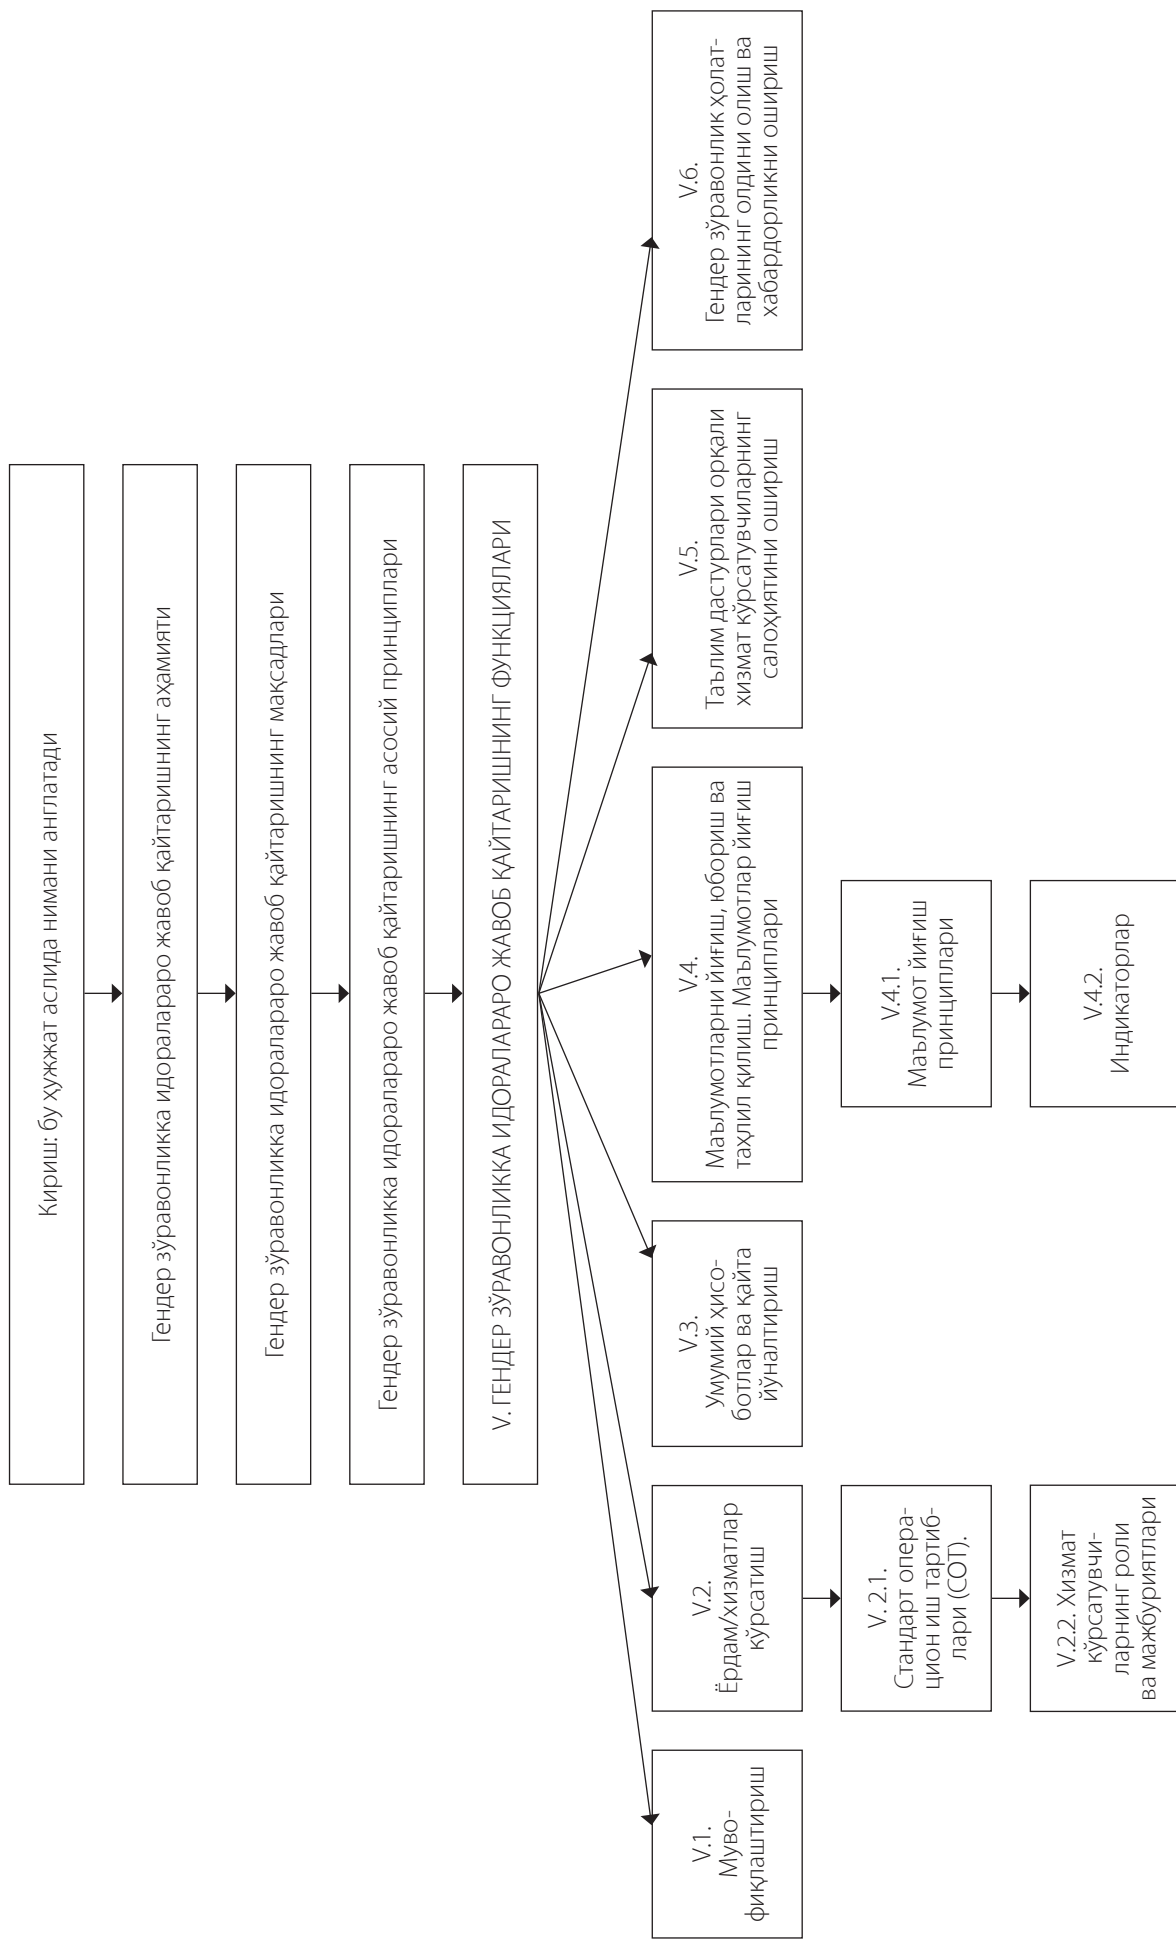 Кириш: бу ҳужжат аслида нимани англатади
Гендер зўравонликка идоралараро жавоб қайтаришнинг аҳамияти
Гендер зўравонликка идоралараро жавоб қайтаришнинг мақсадлари
Гендер зўравонликка идоралараро жавоб қайтаришнинг асосий принциплари
V. ГЕНДЕР ЗЎРАВОНЛИККА ИДОРАЛАРАРО ЖАВОБ ҚАЙТАРИШНИНГ ФУНКЦИЯЛАРИ
V.1.
Муво-
фиқлаштириш
V.2.
Ёрдам/хизматлар
кўрсатиш
V. 2.1.
Стандарт опера-
цион иш тартиб-
лари (СОТ).
V.2.2. Хизмат
кўрсатувчи-
ларнинг роли
ва мажбуриятлари
V.3.
Умумий ҳисо-
ботлар ва қайта
йўналтириш
V.4.
Маълумотларни йиғиш, юбориш ва
таҳлил қилиш. Маълумотлар йиғиш
принциплари
V.4.1.
Маълумот йиғиш
принциплари
V.4.2.
Индикаторлар
V.5.
Таълим дастурлари орқали
хизмат кўрсатувчиларнинг
салоҳиятини ошириш
V.6.
Гендер зўравонлик ҳолат-
ларининг олдини олиш ва
хабардорликни ошириш